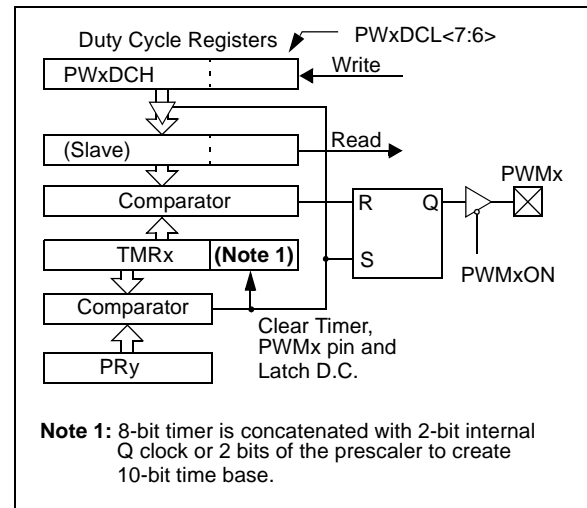 Duty Cycle Registers
PWxDCL<7:6>
PWxDCH
Write
(Slave)
Read
Comparator
R
Q
PWMx
TMRx
(Note 1)
S
PWMxON
Comparator
Clear Timer,
PWMx pin and
Latch D.C.
PRy
Note 1: 8-bit timer is concatenated with 2-bit internal
Q clock or 2 bits of the prescaler to create
10-bit time base.